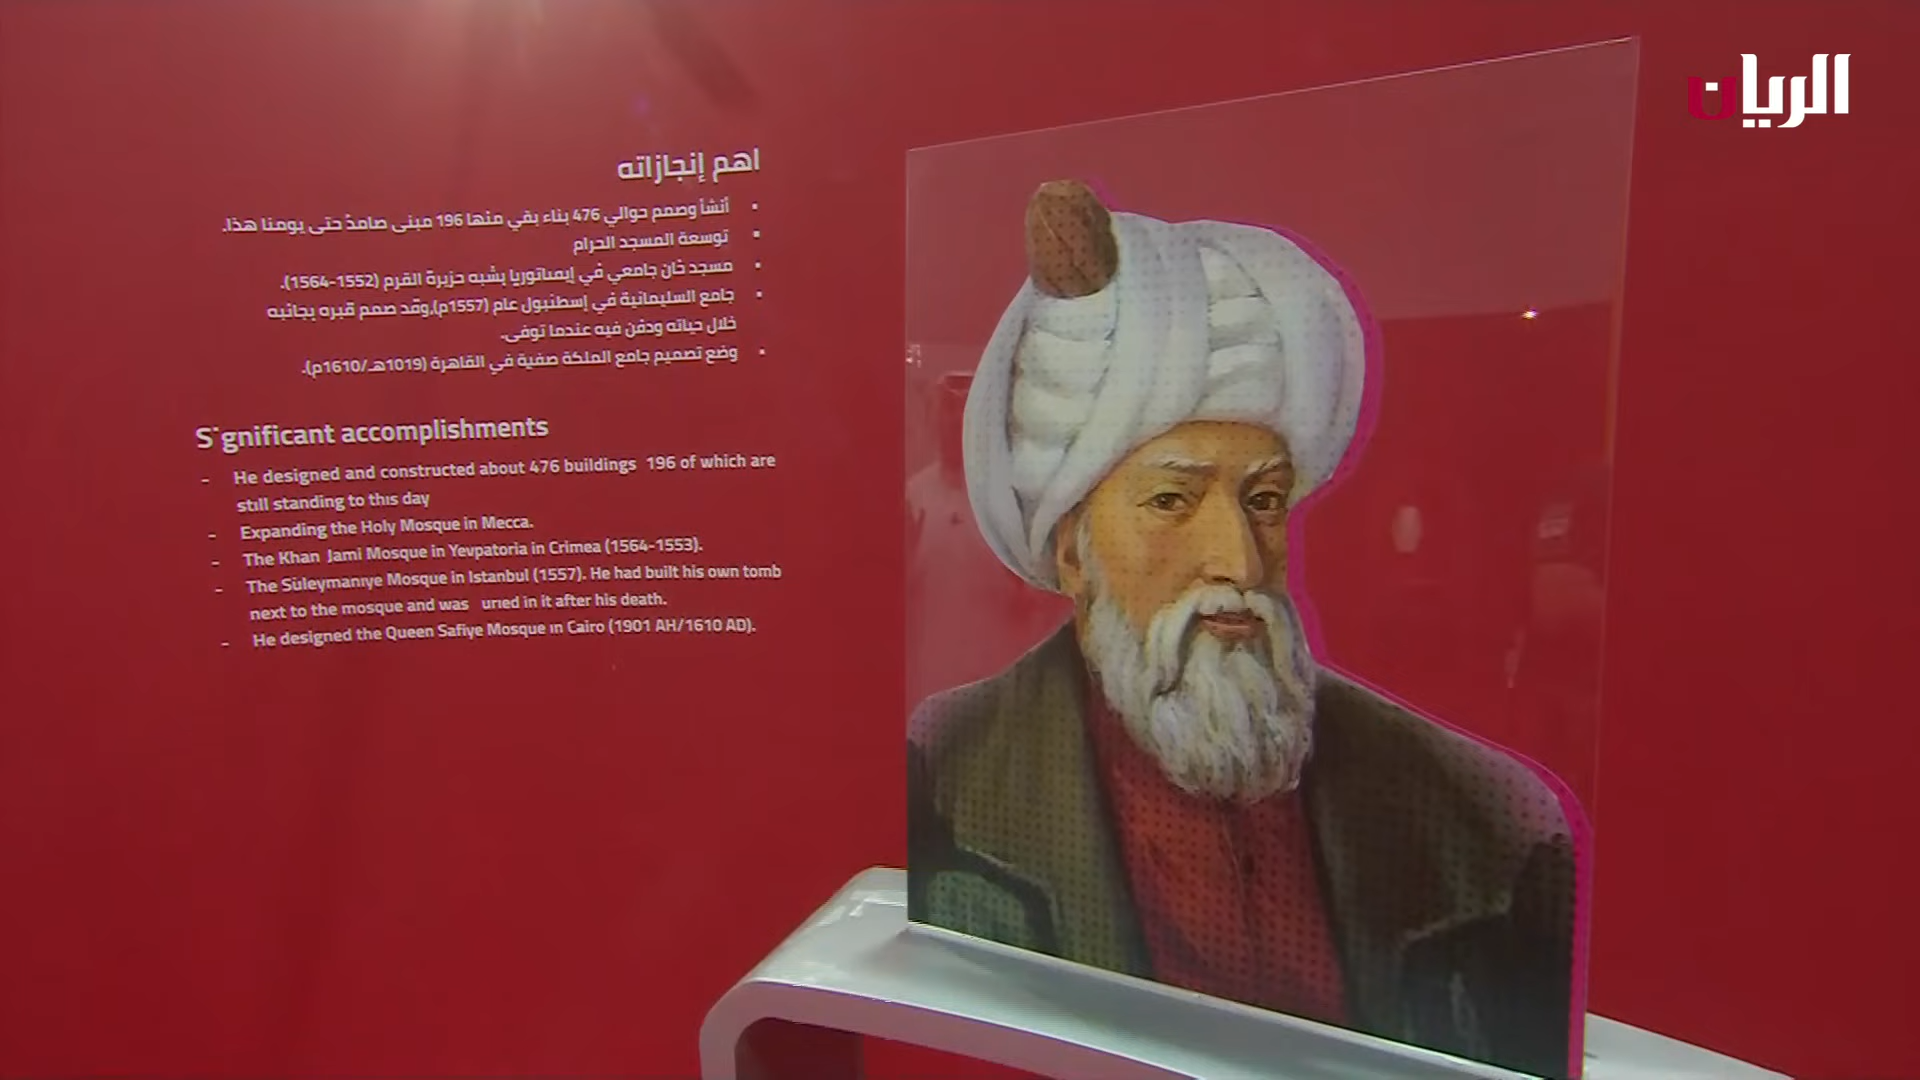 الريان
اهم إنجازاته
• أنشأ وصمم حوالي 476 بناء بقي منها 196 مبنى صامدً حتى يومنا هذا.
• توسعة المسجد الحرام
• مسجد خان جامعي في إيمباتوريا بشبه جزيرة القرم (1552-1564).
• جامع السليمانية في إسطنبول عام (1557م)،وقد صمم قبره بجانبه
خلال حياته ودفن فيه عندما توفى.
• وضع تصميم جامع الملكة صفية في القاهرة (1019هـ/1610م).
S gnificant accomplishments
- He designed and constructed about 476 buildings 196 of which are
still standing to this day
- Expanding the Holy Mosque in Mecca.
- The Khan Jami Mosque in Yevpatoria in Crimea (1564-1553).
- The Süleymaniye Mosque in Istanbul (1557). He had built his own tomb
next to the mosque and was uried in it after his death.
- He designed the Queen Safiye Mosque in Cairo (1901 AH/1610 AD).